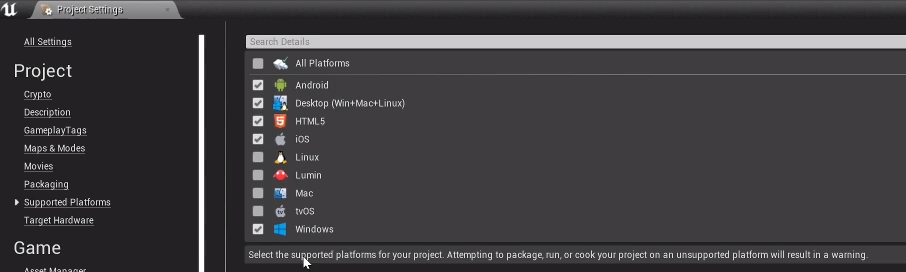 Project Settings
All Settings
Project
Crypto
Description
GameplayTags
Maps & Modes
Movies
Packaging
Supported Platforms
Target Hardware
Game
Asset Manager
Search Details
All Platforms
Android
Desktop (Win+Mac+Linux)
HTML5
iOS
Linux
Lumin
Mac
tvOS
Windows
Select the supported platforms for your project. Attempting to package, run, or cook your project on an unsupported platform will result in a warning.